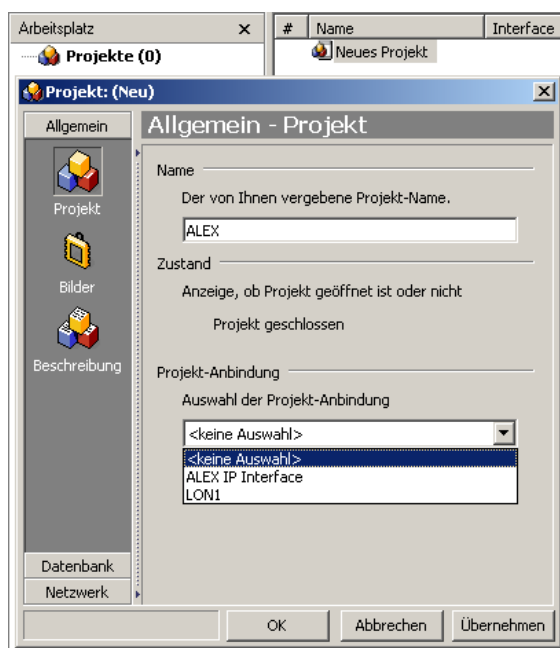 Arbeitsplatz
Projekte (0)
# Name Interface
Neues Projekt
Projekt: (Neu)
Allgemein
Projekt
Bilder
Beschreibung
Datenbank
Netzwerk
Allgemein - Projekt
Name
Der von Ihnen vergebene Projekt-Name.
ALEX
Zustand
Anzeige, ob Projekt geöffnet ist oder nicht
Projekt geschlossen
Projekt-Anbindung
Auswahl der Projekt-Anbindung
<keine Auswahl>
<keine Auswahl>
ALEX IP Interface
LON1
OK Abbrechen Übernehmen